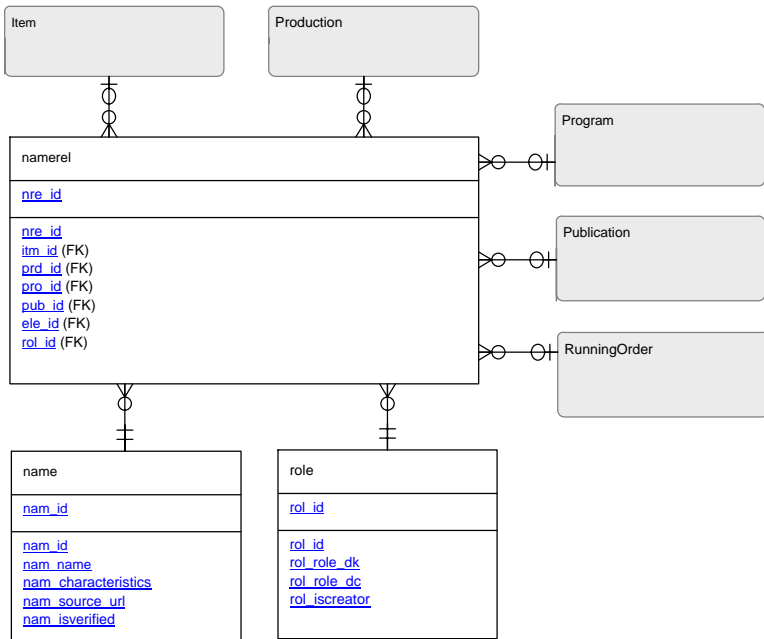 Item
Production
Program
namerel
nre_id
nre_id
itm_id (FK)
prd_id (FK)
pro_id (FK)
pub_id (FK)
ele_id (FK)
rol_id (FK)
Publication
RunningOrder
name
nam_id
nam_id
nam_name
nam_characteristics
nam_source_url
nam_isverified
role
rol_id
rol_id
rol_role_dk
rol_role_dc
rol_iscreator